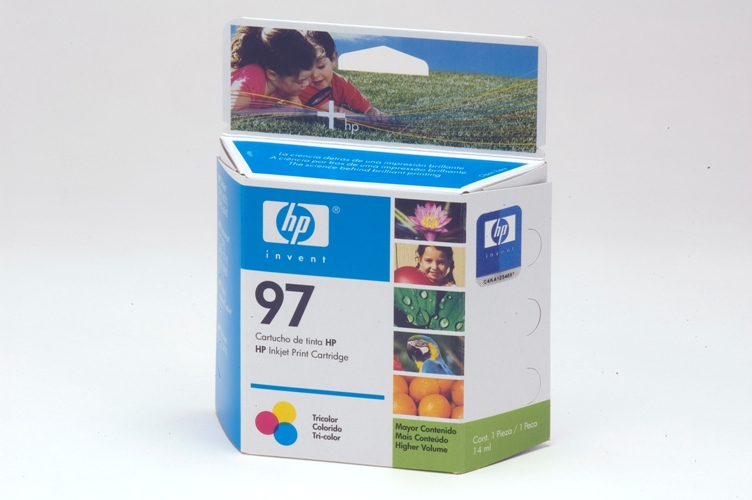 +hp
La ciencia detrás de una impresión brillante
A ciência por trás de uma impressão brilhante
The science behind brilliant printing
hp ®
invent
97
Cartucho de tinta HP
HP Inkjet Print Cartridge
Tricolor
Colorido
Tri-color
Mayor Contenido
Mais Conteúdo
Higher Volume
hp
invent
Cont. 1 Pieza / 1 Peça
14 ml